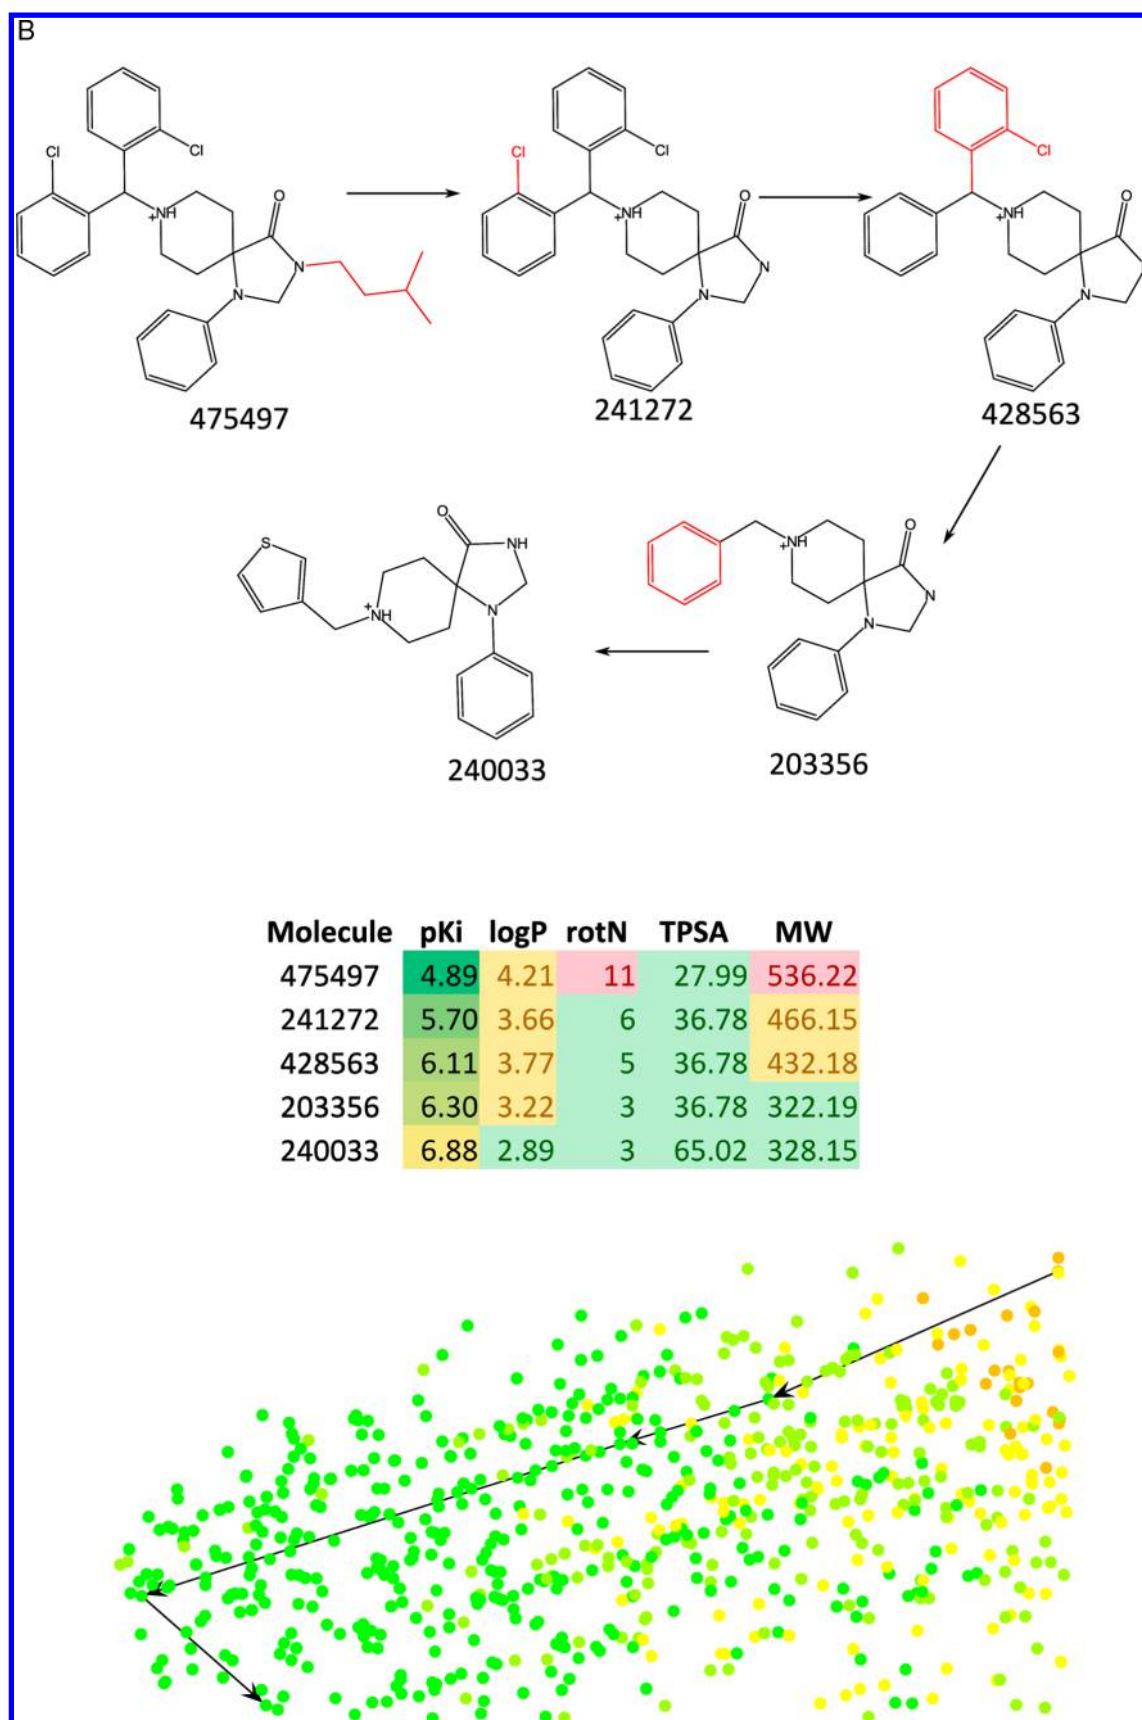 B
Cl
Cl
+NH
O
N
N
475497
Cl
Cl
+NH
O
N
N
241272
Cl
+NH
O
N
428563
S
+NH
O
NH
N
240033
+NH
O
N
N
203356
Molecule pKi logP rotN TPSA MW
475497 4.89 4.21 11 27.99 536.22
241272 5.70 3.66 6 36.78 466.15
428563 6.11 3.77 5 36.78 432.18
203356 6.30 3.22 3 36.78 322.19
240033 6.88 2.89 3 65.02 328.15